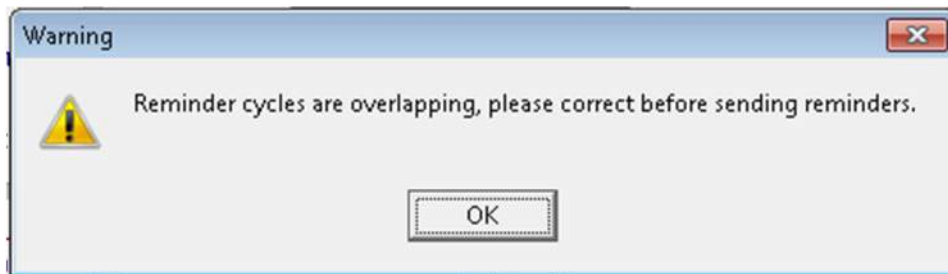 Warning
Reminder cycles are overlapping, please correct before sending reminders.
OK